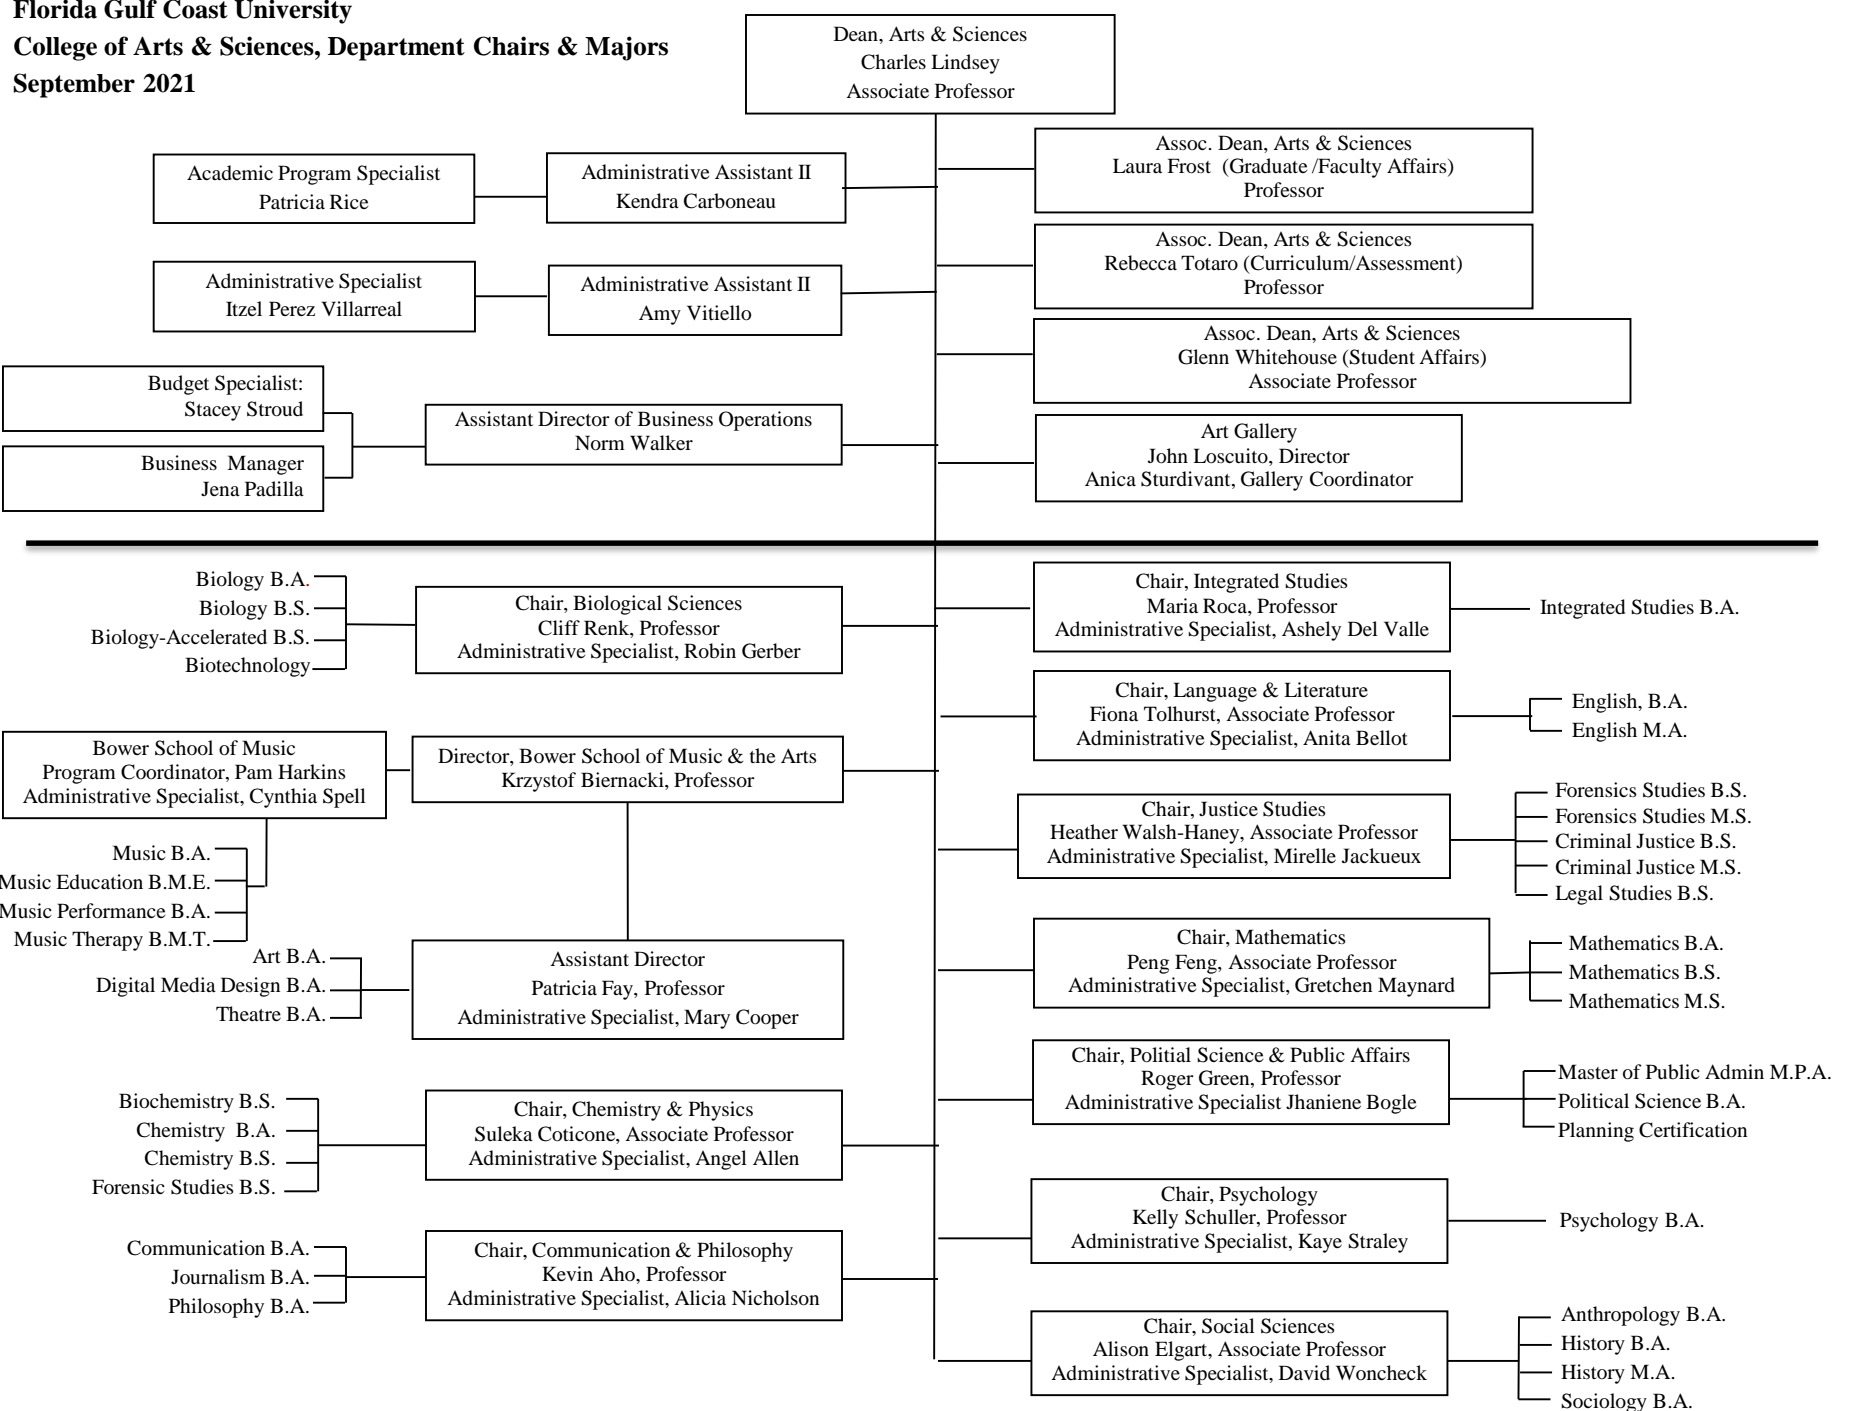 Florida Gulf Coast University
College of Arts & Sciences, Department Chairs & Majors
September 2021
Dean, Arts & Sciences
Charles Lindsey
Associate Professor
Academic Program Specialist
Patricia Rice
Administrative Assistant II
Kendra Carboneau
Assoc. Dean, Arts & Sciences
Laura Frost (Graduate /Faculty Affairs)
Professor
Administrative Specialist
Itzel Perez Villarreal
Administrative Assistant II
Amy Vitiello
Assoc. Dean, Arts & Sciences
Rebecca Totaro (Curriculum/Assessment)
Professor
Assoc. Dean, Arts & Sciences
Glenn Whitehouse (Student Affairs)
Associate Professor
Budget Specialist:
Stacey Stroud
Business Manager
Jena Padilla
Assistant Director of Business Operations
Norm Walker
Art Gallery
John Loscuito, Director
Anica Sturdivant, Gallery Coordinator
Biology B.A.
Biology B.S.
Biology-Accelerated B.S.
Biotechnology
Chair, Biological Sciences
Cliff Renk, Professor
Administrative Specialist, Robin Gerber
Chair, Integrated Studies
Maria Roca, Professor
Administrative Specialist, Ashely Del Valle
Integrated Studies B.A.
Chair, Language & Literature
Fiona Tolhurst, Associate Professor
Administrative Specialist, Anita Bellot
English, B.A.
English M.A.
Bower School of Music
Program Coordinator, Pam Harkins
Administrative Specialist, Cynthia Spell
Director, Bower School of Music & the Arts
Krzystof Biernacki, Professor
Chair, Justice Studies
Heather Walsh-Haney, Associate Professor
Administrative Specialist, Mirelle Jackueux
Forensics Studies B.S.
Forensics Studies M.S.
Criminal Justice B.S.
Criminal Justice M.S.
Legal Studies B.S.
Music B.A.
Music Education B.M.E.
Music Performance B.A.
Music Therapy B.M.T.
Art B.A.
Digital Media Design B.A.
Theatre B.A.
Assistant Director
Patricia Fay, Professor
Administrative Specialist, Mary Cooper
Chair, Mathematics
Peng Feng, Associate Professor
Administrative Specialist, Gretchen Maynard
Mathematics B.A.
Mathematics B.S.
Mathematics M.S.
Chair, Politial Science & Public Affairs
Roger Green, Professor
Administrative Specialist Jhaniene Bogle
Master of Public Admin M.P.A.
Political Science B.A.
Planning Certification
Biochemistry B.S.
Chemistry B.A.
Chemistry B.S.
Forensic Studies B.S.
Chair, Chemistry & Physics
Suleka Coticone, Associate Professor
Administrative Specialist, Angel Allen
Chair, Psychology
Kelly Schuller, Professor
Administrative Specialist, Kaye Straley
Psychology B.A.
Communication B.A.
Journalism B.A.
Philosophy B.A.
Chair, Communication & Philosophy
Kevin Aho, Professor
Administrative Specialist, Alicia Nicholson
Chair, Social Sciences
Alison Elgart, Associate Professor
Administrative Specialist, David Woncheck
Anthropology B.A.
History B.A.
History M.A.
Sociology B.A.